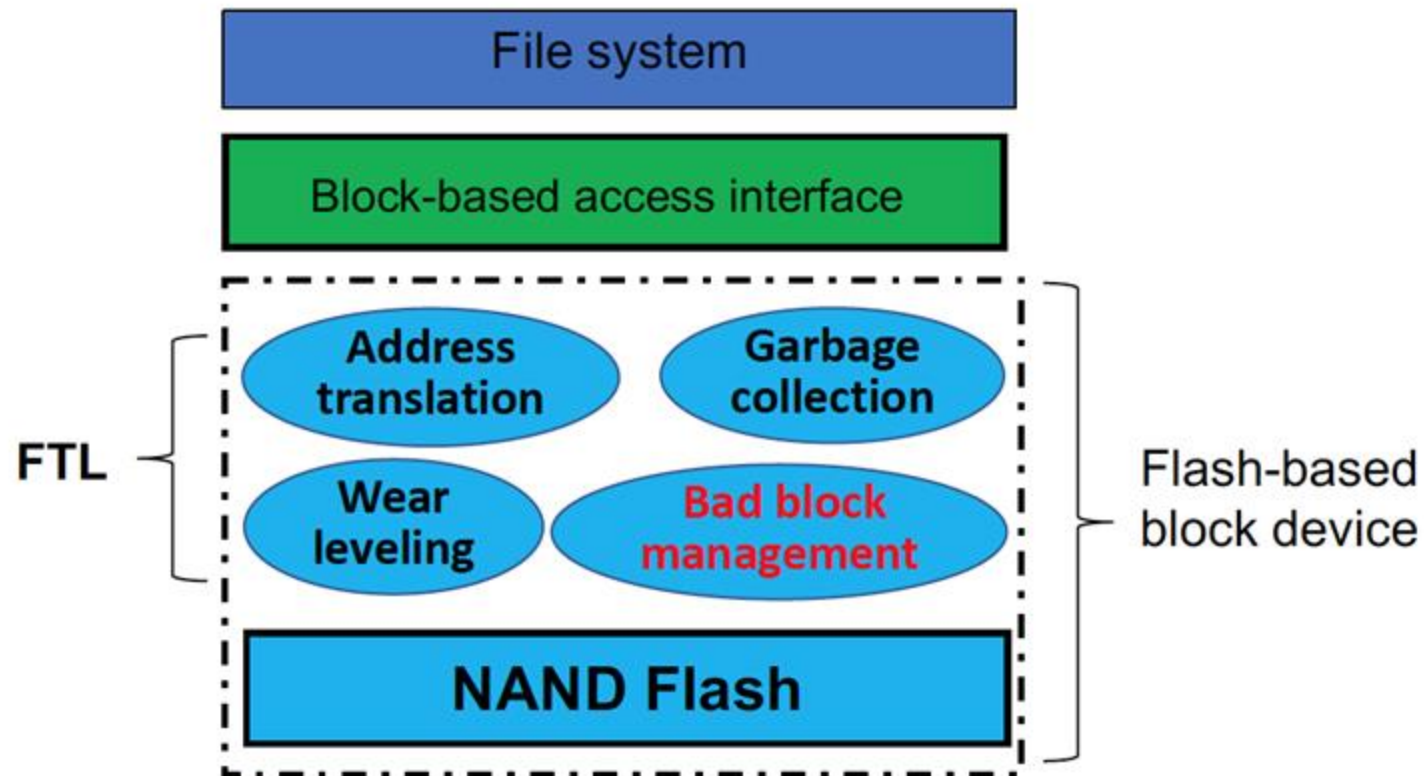 File system
Block-based access interface
Address
translation
Garbage
collection
FTL
Wear
leveling
Bad block
management
Flash-based
block device
NAND Flash